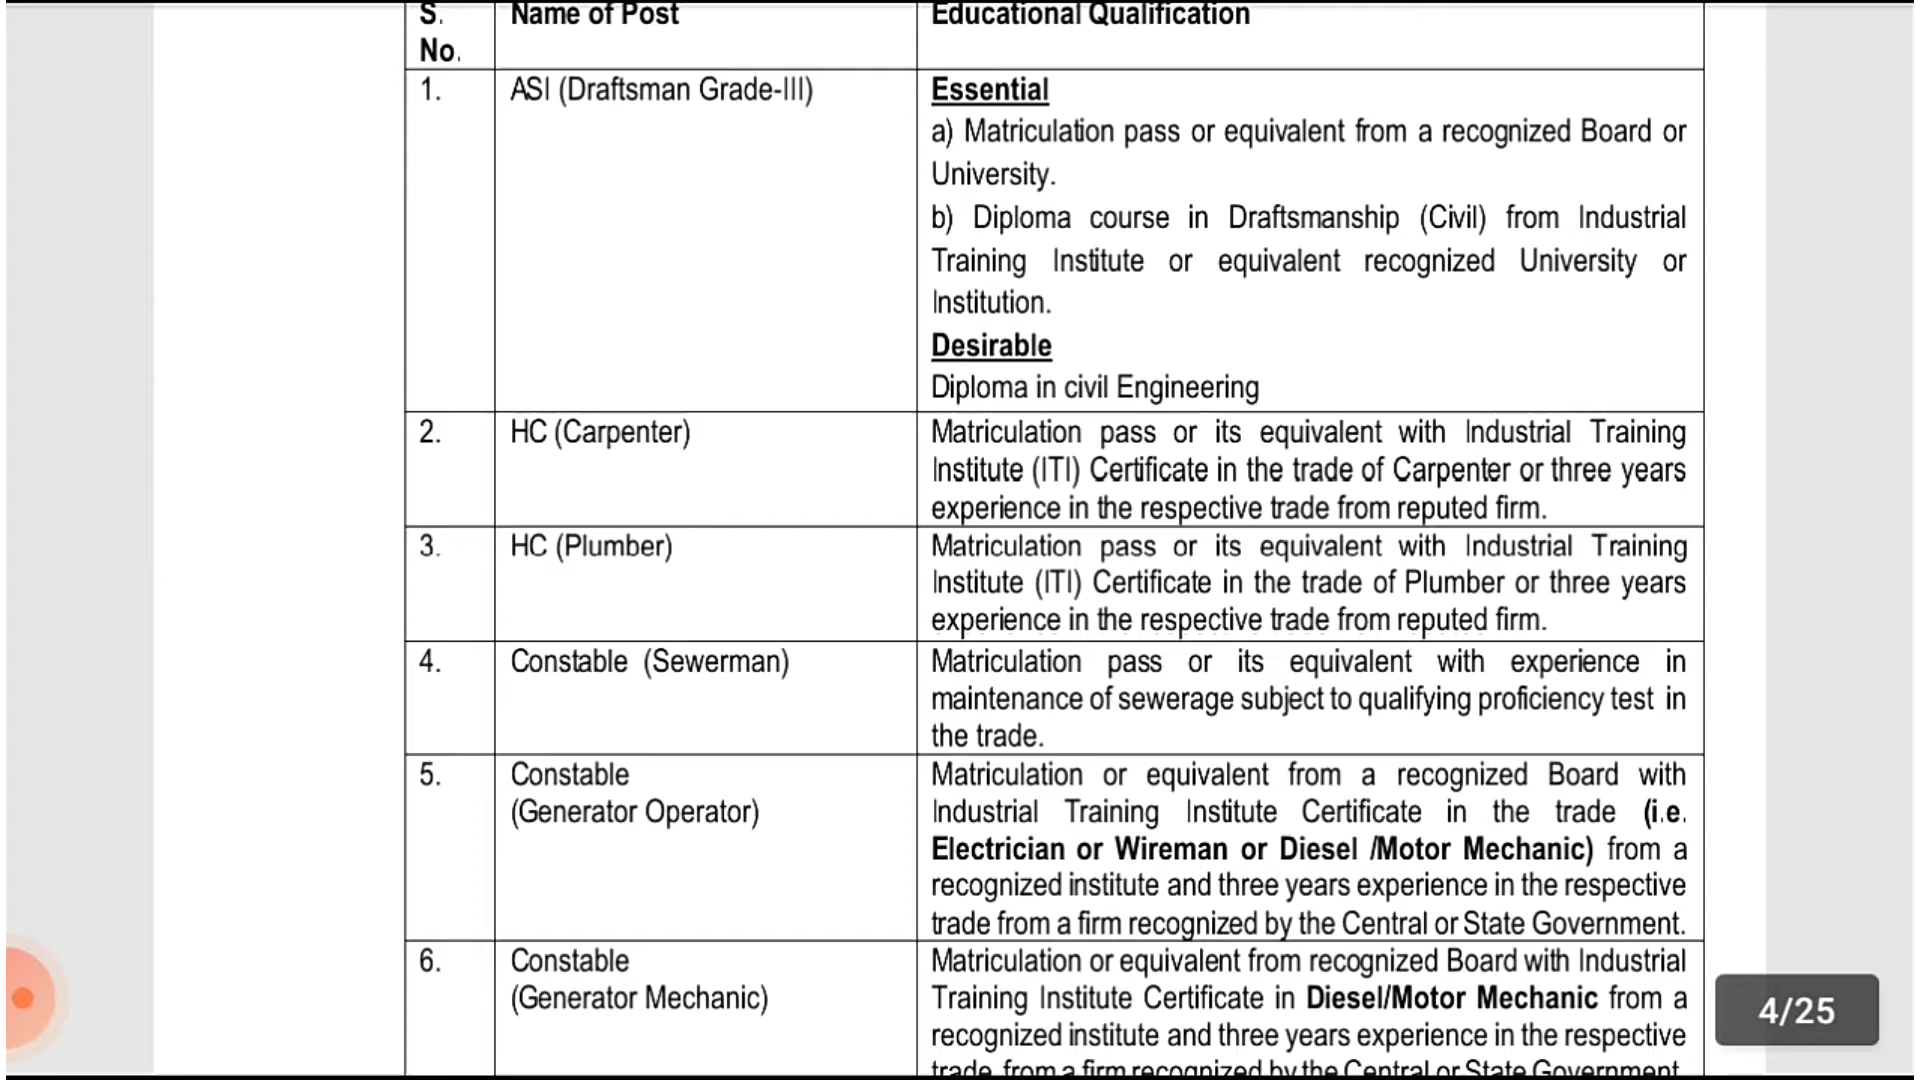 S. No.
Name of Post
Educational Qualification
1.
ASI (Draftsman Grade-III)
Essential
a) Matriculation pass or equivalent from a recognized Board or
University.
b) Diploma course in Draftsmanship (Civil) from Industrial
Training Institute or equivalent recognized University or
Institution.
Desirable
Diploma in civil Engineering
2.
HC (Carpenter)
Matriculation pass or its equivalent with Industrial Training
Institute (ITI) Certificate in the trade of Carpenter or three years
experience in the respective trade from reputed firm.
3.
HC (Plumber)
Matriculation pass or its equivalent with Industrial Training
Institute (ITI) Certificate in the trade of Plumber or three years
experience in the respective trade from reputed firm.
4.
Constable (Sewerman)
Matriculation pass or its equivalent with experience in
maintenance of sewerage subject to qualifying proficiency test in
the trade.
5.
Constable
(Generator Operator)
Matriculation or equivalent from a recognized Board with
Industrial Training Institute Certificate in the trade (i.e.
Electrician or Wireman or Diesel /Motor Mechanic) from a
recognized institute and three years experience in the respective
trade from a firm recognized by the Central or State Government.
6.
Constable
(Generator Mechanic)
Matriculation or equivalent from recognized Board with Industrial
Training Institute Certificate in Diesel/Motor Mechanic from a
recognized institute and three years experience in the respective
trade from a firm recognized by the Central or State Government.
4/25